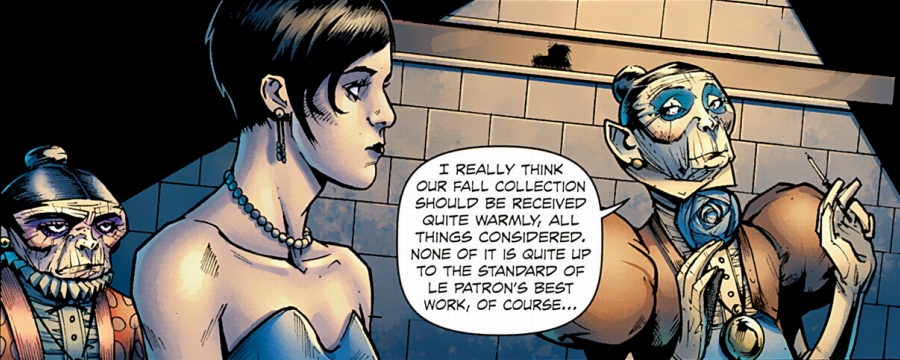 I REALLY THINK
OUR FALL COLLECTION
SHOULD BE RECEIVED
QUITE WARMLY, ALL
THINGS CONSIDERED.
NONE OF IT IS QUITE UP
TO THE STANDARD OF
LE PATRON'S BEST
WORK, OF COURSE...